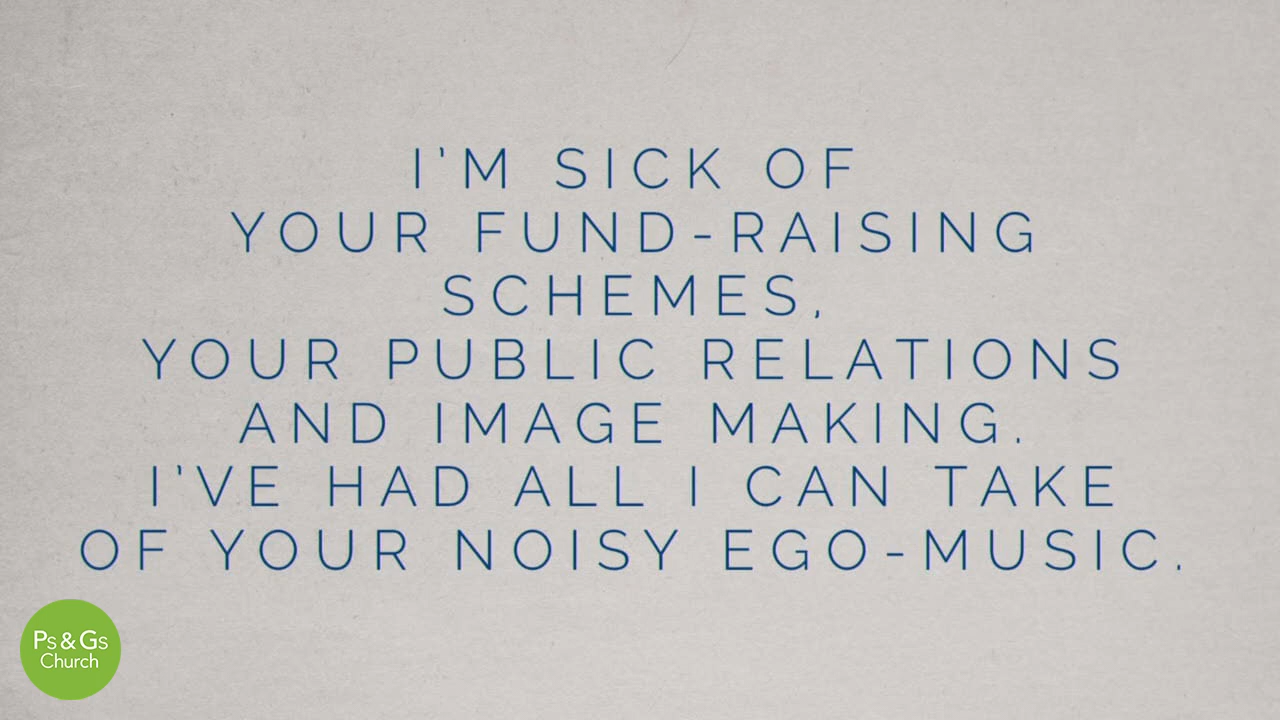 I'M SICK OF
YOUR FUND-RAISING
SCHEMES,
YOUR PUBLIC RELATIONS
AND IMAGE MAKING.
I'VE HAD ALL I CAN TAKE
OF YOUR NOISY EGO-MUSIC.
Ps & Gs
Church